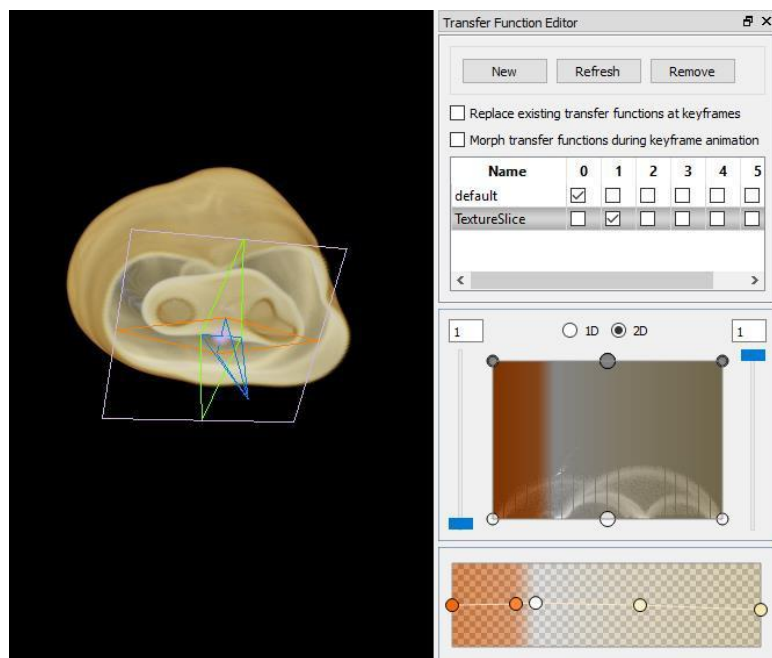 Transfer Function Editor
New Refresh Remove
Replace existing transfer functions at keyframes
Morph transfer functions during keyframe animation
Name 0 1 2 3 4 5
default
TextureSlice
1 1D 2D 1